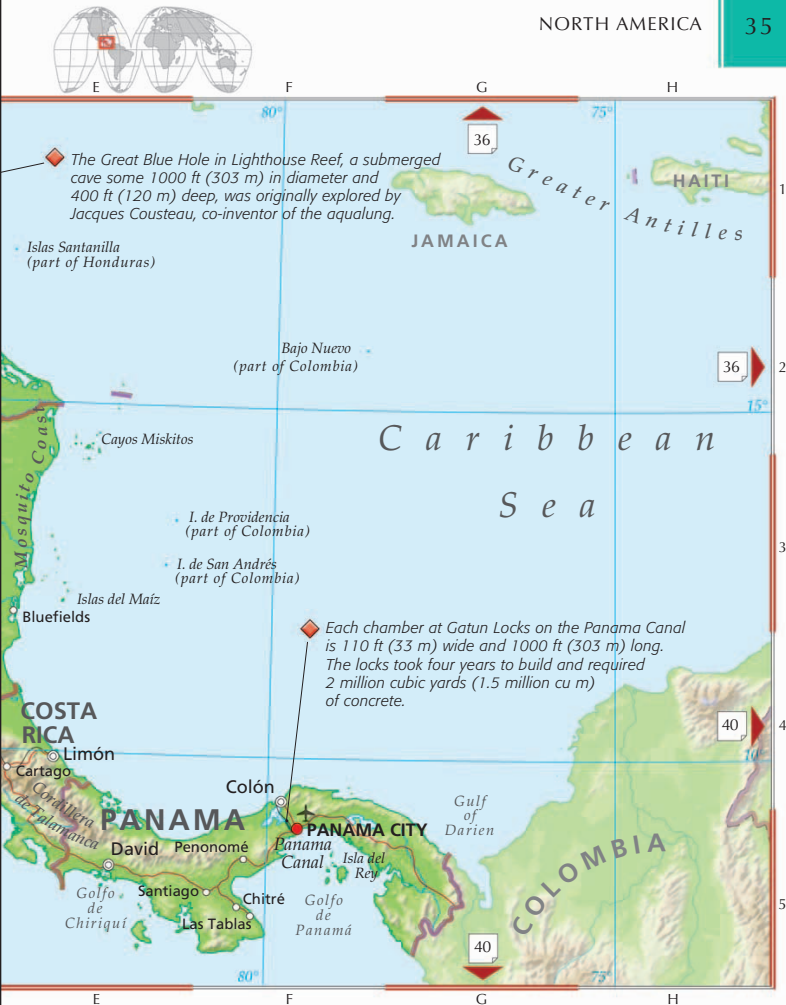 NORTH AMERICA 35
E F G H
80° 75°
36
The Great Blue Hole in Lighthouse Reef, a submerged
cave some 1000 ft (303 m) in diameter and
400 ft (120 m) deep, was originally explored by
Jacques Cousteau, co-inventor of the aqualung.
Greater Antilles
HAITI
1
JAMAICA
Islas Santanilla
(part of Honduras)
Bajo Nuevo
(part of Colombia)
36
2
15°
Mosquito Coast
Cayos Miskitos
Caribbean
Sea
I. de Providencia
(part of Colombia)
3
I. de San Andrés
(part of Colombia)
Islas del Maíz
Bluefields
Each chamber at Gatun Locks on the Panama Canal
is 110 ft (33 m) wide and 1000 ft (303 m) long.
The locks took four years to build and required
2 million cubic yards (1.5 million cu m)
of concrete.
COSTA
RICA
40
4
10°
Limón
Cartago
Cordillera
de Talamanca
Colón
PANAMA
PANAMA CITY
Gulf
of
Darien
David
Penonomé
Panama
Canal
Isla del
Rey
COLOMBIA
Golfo
de
Chiriquí
Santiago
Chitré
Las Tablas
Golfo
de
Panamá
5
40
80° 75°
E F G H